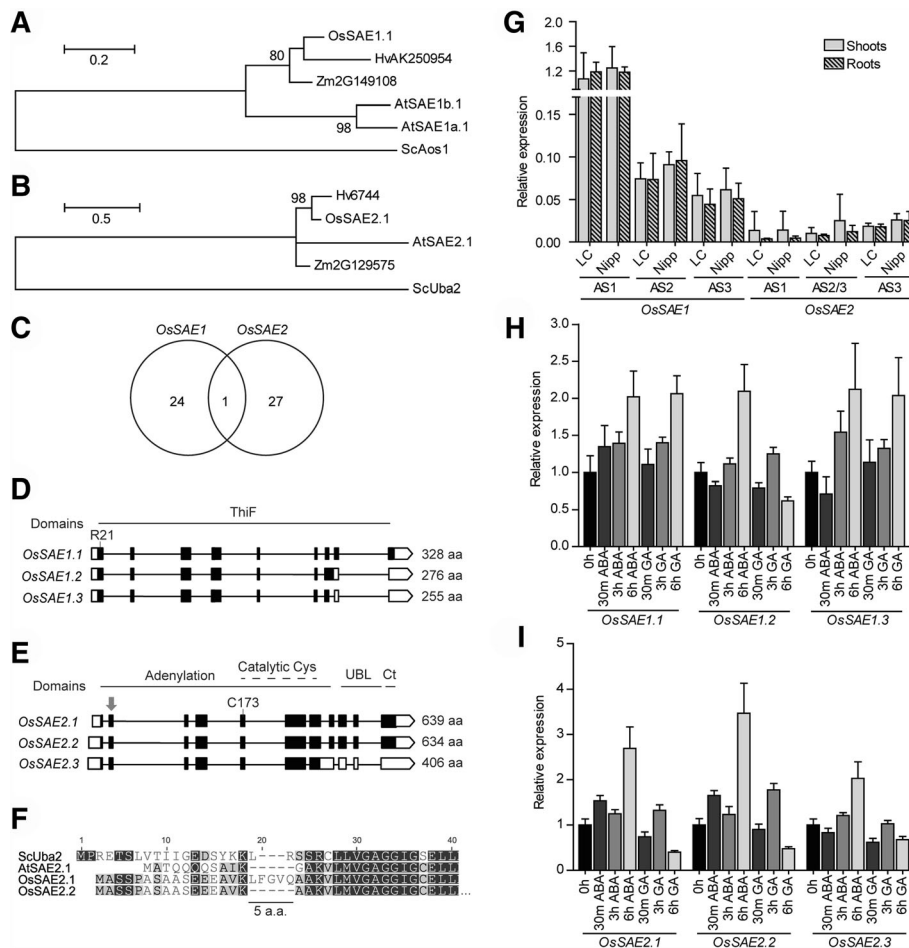 A
0.2
OsSAE1.1
80
HvAK250954
Zm2G149108
AtSAE1b.1
98
AtSAE1a.1
ScAos1
B
0.5
98
Hv6744
OsSAE2.1
AtSAE2.1
Zm2G129575
ScUba2
C
OsSAE1
OsSAE2
24
1
27
D
Domains
ThiF
R21
OsSAE1.1
328 aa
OsSAE1.2
276 aa
OsSAE1.3
255 aa
E
Domains
Adenylation
Catalytic Cys
UBL
Ct
C173
OsSAE2.1
639 aa
OsSAE2.2
634 aa
OsSAE2.3
406 aa
F
1 10 20 30 40
ScUba2 MPRETSLVTIIGEDSYKKL---RSSRCLLVGAGGIGSELL
AtSAE2.1 MATQQQQSAIK-----GAKVLMVGAGGIGCELL
OsSAE2.1 MASSPASAASEEEAVKLFGVQAAKVLMVGAGGIGCELL
OsSAE2.2 MASSPASAASEEEAVK-----AAKVLMVGAGGIGCELL ...
5 a.a.
G
Shoots
Roots
Relative expression
2.0
1.6
1.2
0.10
0.05
0.00
LC Nipp LC Nipp LC Nipp LC Nipp LC Nipp LC Nipp
AS1 AS2 AS3 AS1 AS2/3 AS3
OsSAE1 OsSAE2
H
Relative expression
3.0
2.5
2.0
1.5
1.0
0.5
0.0
0h 30m ABA 3h ABA 6h ABA 30m GA 3h GA 6h GA 0h 30m ABA 3h ABA 6h ABA 30m GA 3h GA 6h GA 0h 30m ABA 3h ABA 6h ABA 30m GA 3h GA 6h GA
OsSAE1.1 OsSAE1.2 OsSAE1.3
I
Relative expression
5
4
3
2
1
0
0h 30m ABA 3h ABA 6h ABA 30m GA 3h GA 6h GA 0h 30m ABA 3h ABA 6h ABA 30m GA 3h GA 6h GA 0h 30m ABA 3h ABA 6h ABA 30m GA 3h GA 6h GA
OsSAE2.1 OsSAE2.2 OsSAE2.3